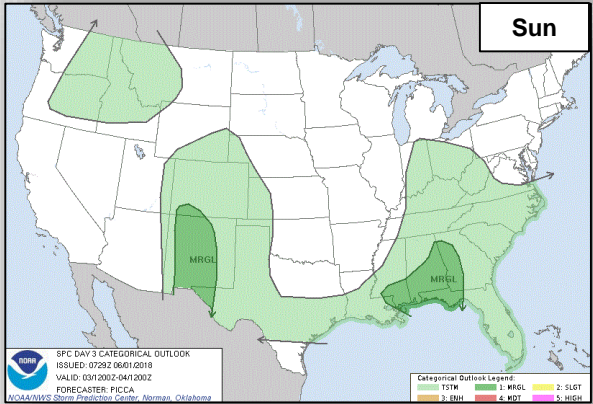 Sun
MRGL
MRGL
SPC DAY 3 CATEGORICAL OUTLOOK
ISSUED: 0729Z 06/01/2018
VALID: 03/1200Z-04/1200Z
FORECASTER: PICCA
NOAA/NWS Storm Prediction Center, Norman, Oklahoma
NOAA
Categorical Outlook Legend:
TSTM 1: MRGL 2: SLGT
3: ENH 4: MDT 5: HIGH